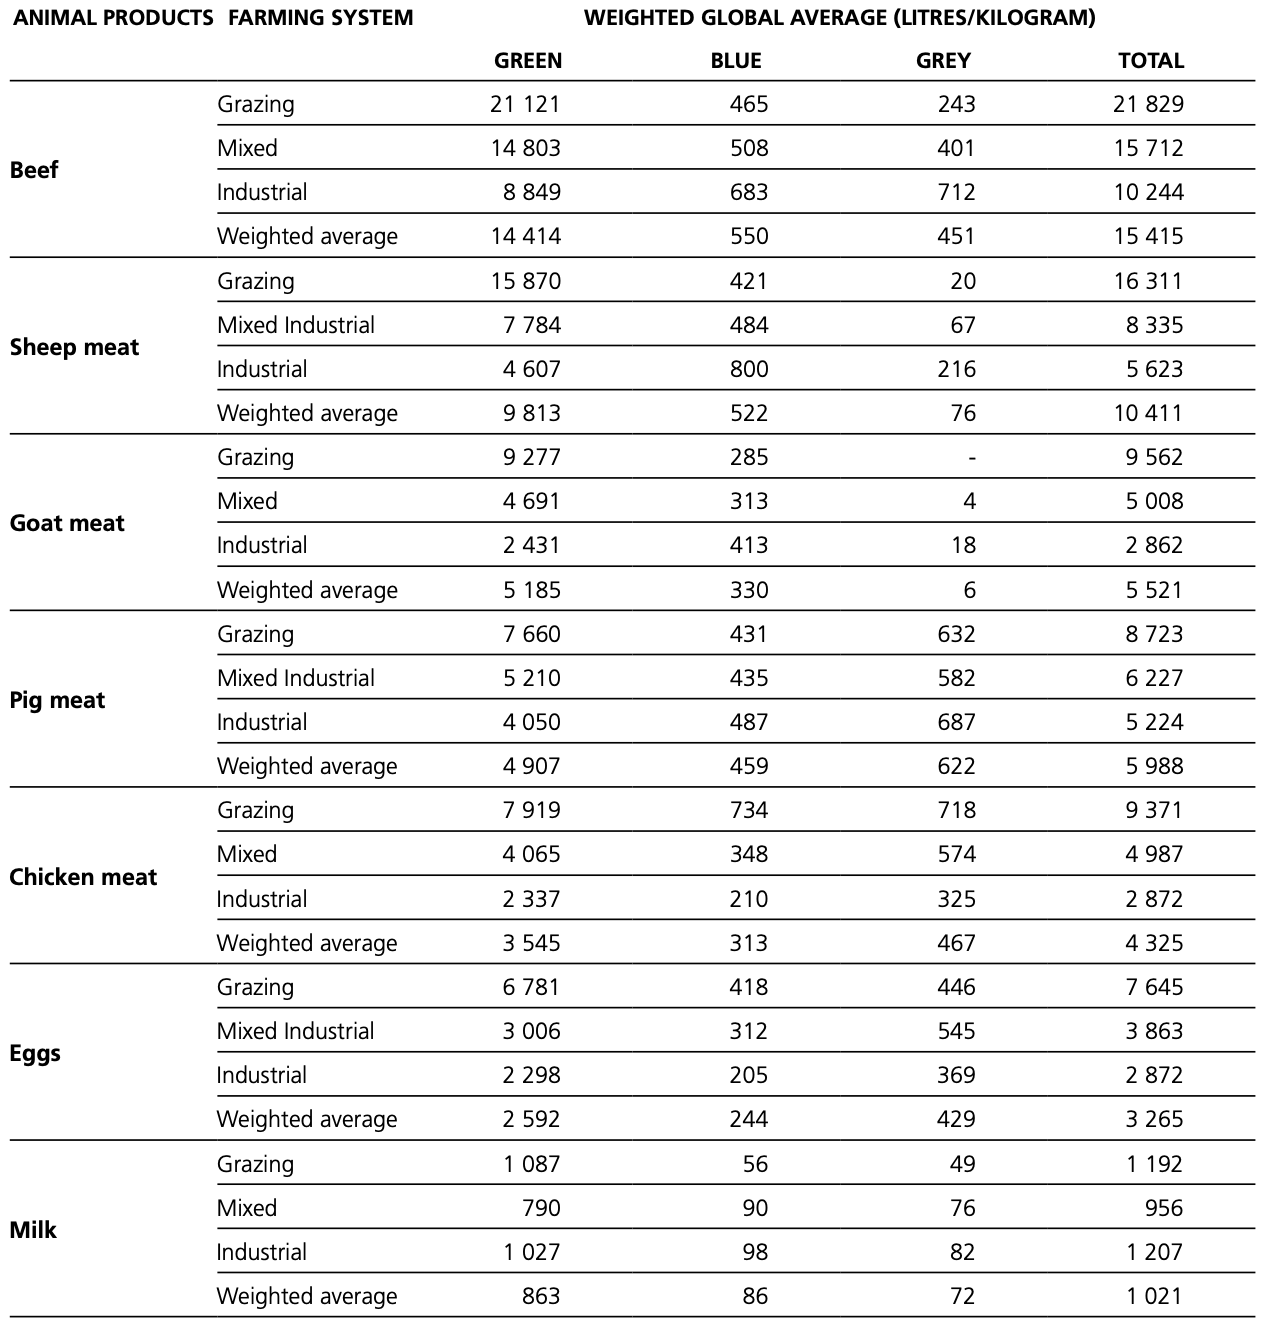 ANIMAL PRODUCTS FARMING SYSTEM WEIGHTED GLOBAL AVERAGE (LITRES/KILOGRAM)
GREEN BLUE GREY TOTAL
Grazing 21 121 465 243 21 829
Mixed 14 803 508 401 15 712
Beef
Industrial 8 849 683 712 10 244
Weighted average 14 414 550 451 15 415
Grazing 15 870 421 20 16 311
Mixed Industrial 7 784 484 67 8 335
Sheep meat
Industrial 4 607 800 216 5 623
Weighted average 9 813 522 76 10 411
Grazing 9 277 285 - 9 562
Mixed 4 691 313 4 5 008
Goat meat
Industrial 2 431 413 18 2 862
Weighted average 5 185 330 6 5 521
Grazing 7 660 431 632 8 723
Mixed Industrial 5 210 435 582 6 227
Pig meat
Industrial 4 050 487 687 5 224
Weighted average 4 907 459 622 5 988
Grazing 7 919 734 718 9 371
Mixed 4 065 348 574 4 987
Chicken meat
Industrial 2 337 210 325 2 872
Weighted average 3 545 313 467 4 325
Grazing 6 781 418 446 7 645
Mixed Industrial 3 006 312 545 3 863
Eggs
Industrial 2 298 205 369 2 872
Weighted average 2 592 244 429 3 265
Grazing 1 087 56 49 1 192
Mixed 790 90 76 956
Milk
Industrial 1 027 98 82 1 207
Weighted average 863 86 72 1 021